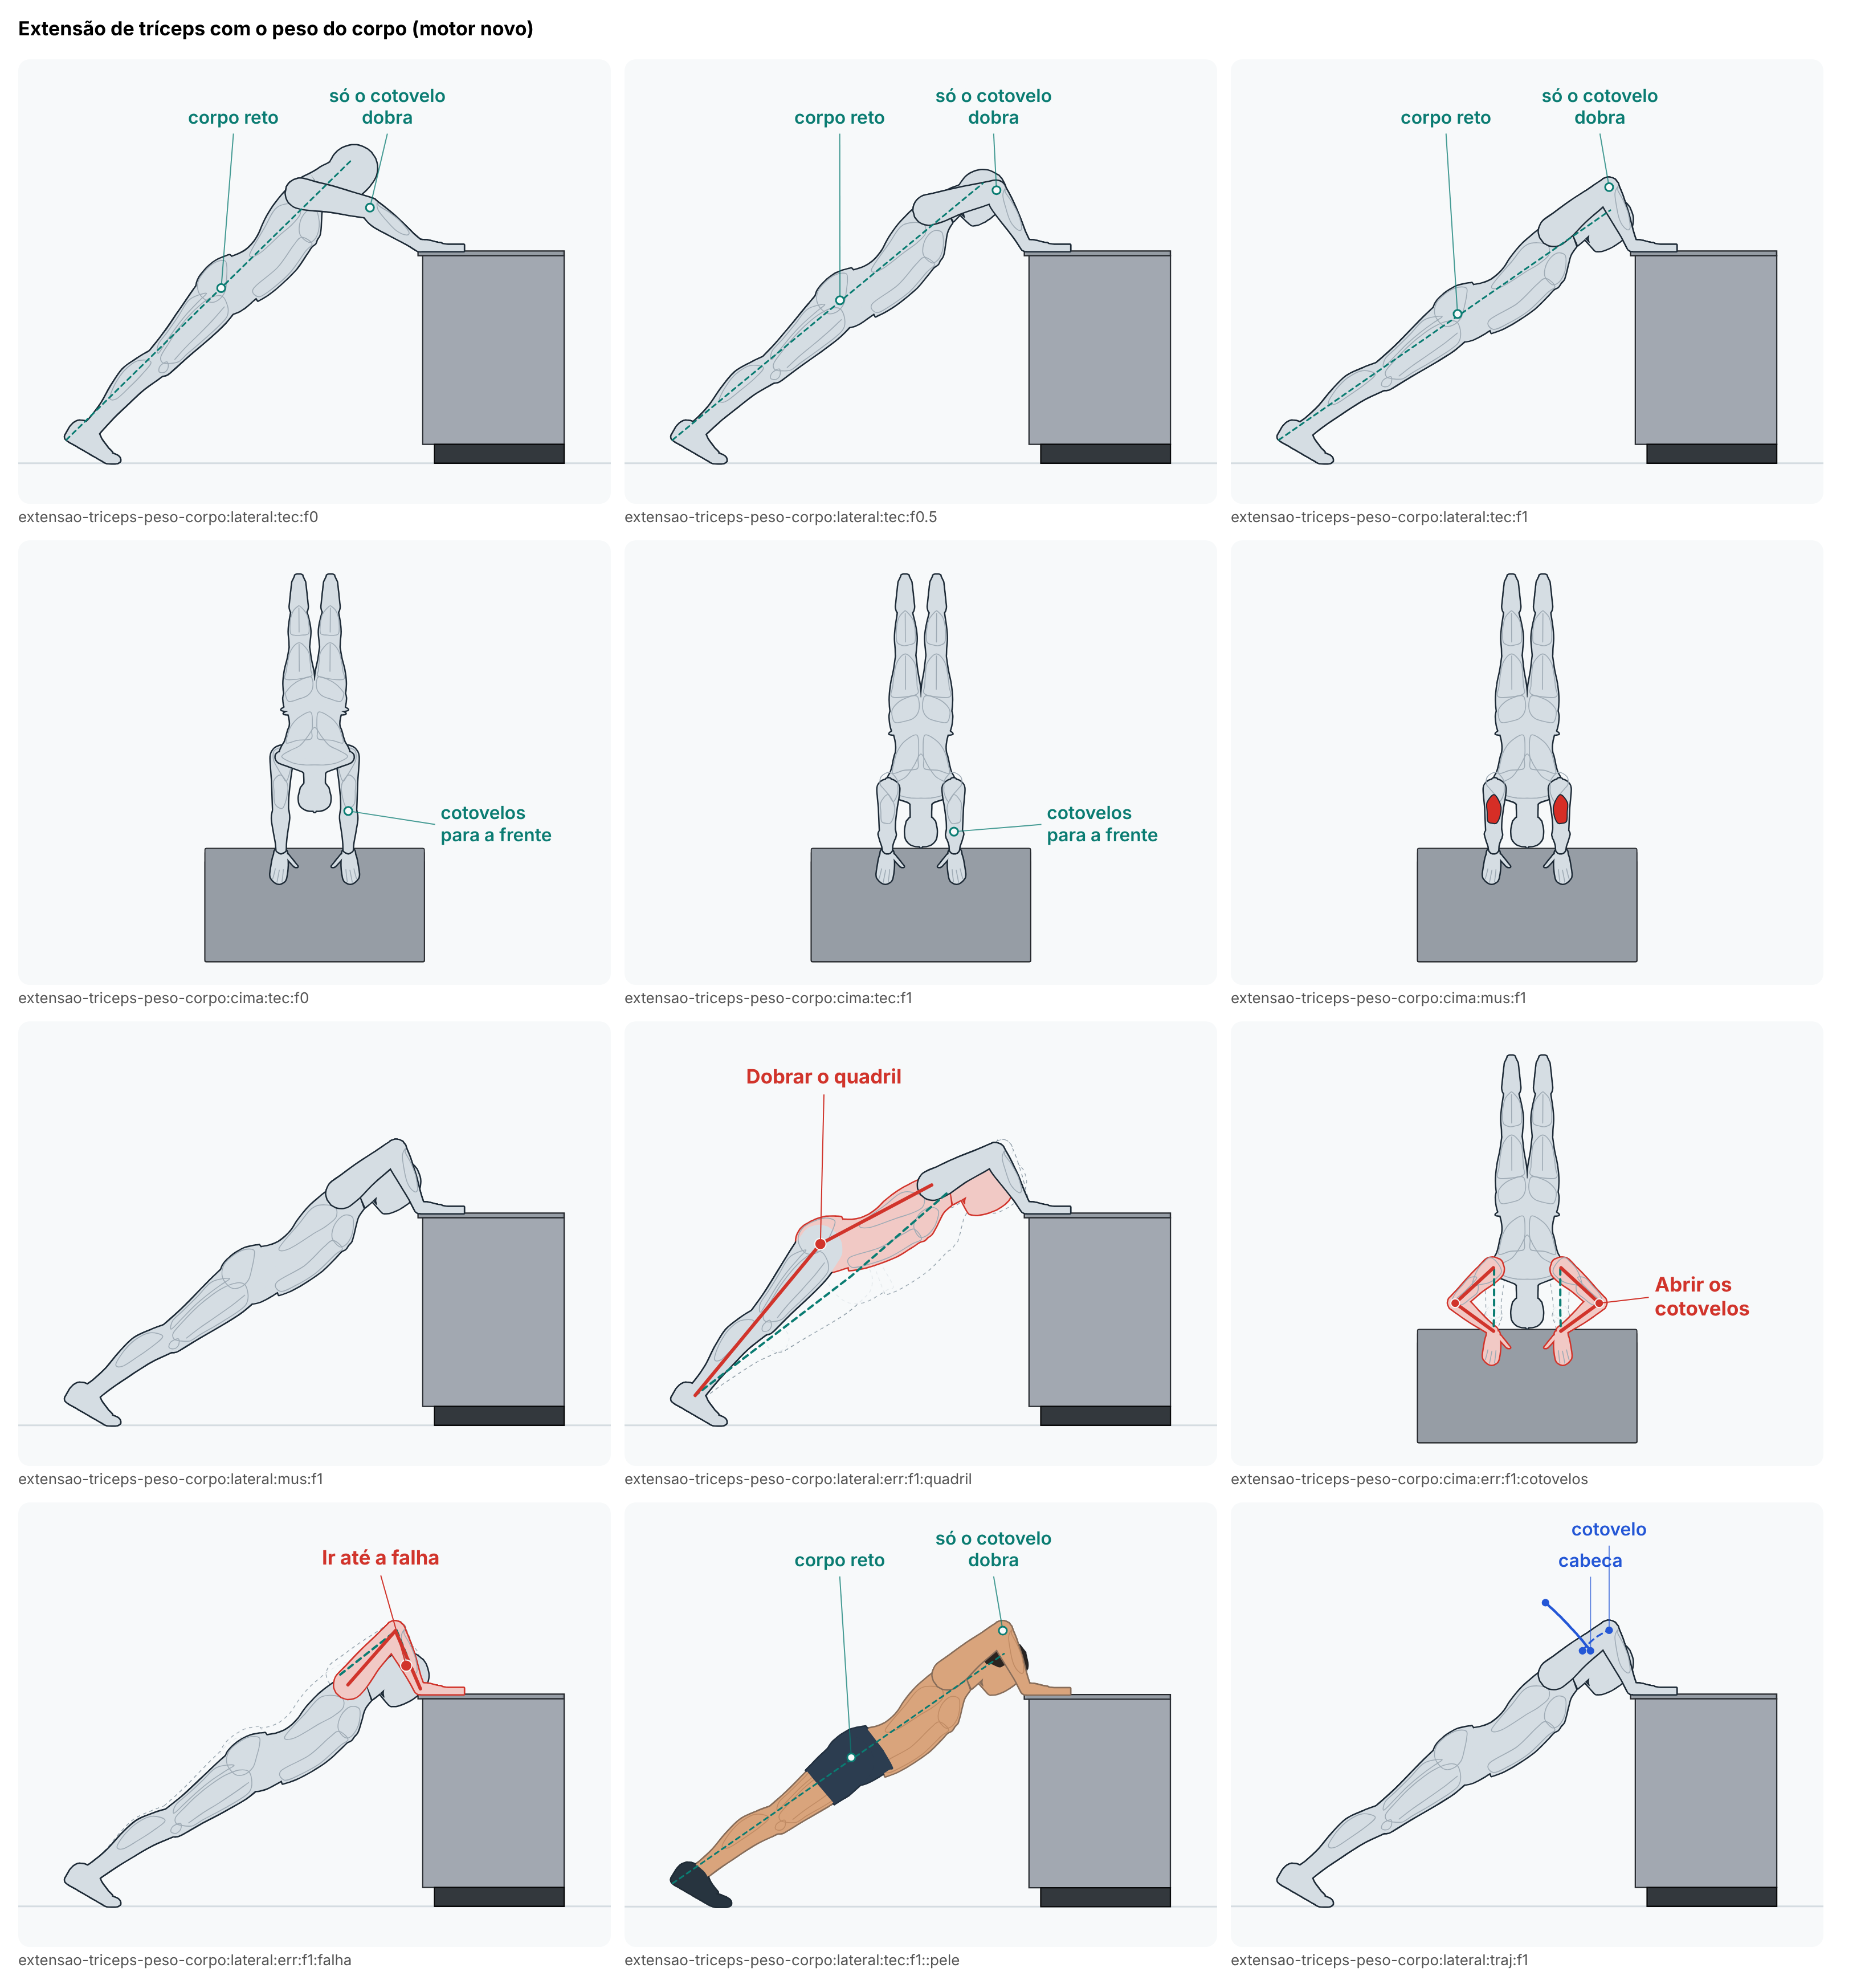 Extensão de tríceps com o peso do corpo (motor novo)
só o cotovelo
corpo reto
dobra
só o cotovelo
corpo reto
dobra
só o cotovelo
corpo reto
dobra
extensao-triceps-peso-corpo:lateral:tec:f0
extensao-triceps-peso-corpo:lateral:tec:f0.5
extensao-triceps-peso-corpo:lateral:tec:f1
cotovelos
para a frente
cotovelos
para a frente
extensao-triceps-peso-corpo:cima:tec:f0
extensao-triceps-peso-corpo:cima:tec:f1
extensao-triceps-peso-corpo:cima:mus:f1
Dobrar o quadril
Abrir os
cotovelos
extensao-triceps-peso-corpo:lateral:mus:f1
extensao-triceps-peso-corpo:lateral:err:f1:quadril
extensao-triceps-peso-corpo:cima:err:f1:cotovelos
Ir até a falha
só o cotovelo
corpo reto
dobra
cotovelo
cabeca
extensao-triceps-peso-corpo:lateral:err:f1:falha
extensao-triceps-peso-corpo:lateral:tec:f1::pele
extensao-triceps-peso-corpo:lateral:traj:f1